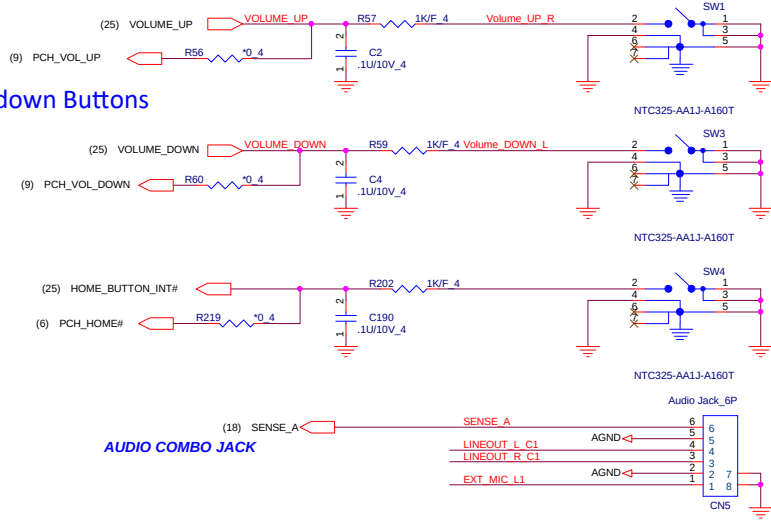 SW1
(25) VOLUME_UP VOLUME_UP R57 1K/F_4 Volume_UP_R 2 1
4 3
6 5
7
2
C2
.1U/10V_4
1
(9) PCH_VOL_UP R56 *0_4
down Buttons
NTC325-AA1J-A160T
SW3
(25) VOLUME_DOWN VOLUME_DOWN R59 1K/F_4 Volume_DOWN_L 2 1
4 3
6 5
7
2
C4
.1U/10V_4
1
(9) PCH_VOL_DOWN R60 *0_4
NTC325-AA1J-A160T
SW4
(25) HOME_BUTTON_INT# R202 1K/F_4 2 1
4 3
6 5
7
2
C190
.1U/10V_4
1
(6) PCH_HOME# R219 *0_4
NTC325-AA1J-A160T
Audio Jack_6P
(18) SENSE_A SENSE_A 6 6
AGND 5 5
AUDIO COMBO JACK
LINEOUT_L_C1 4 4
LINEOUT_R_C1 3 3
AGND 2 2 7
EXT_MIC_L1 1 1 8
CN5